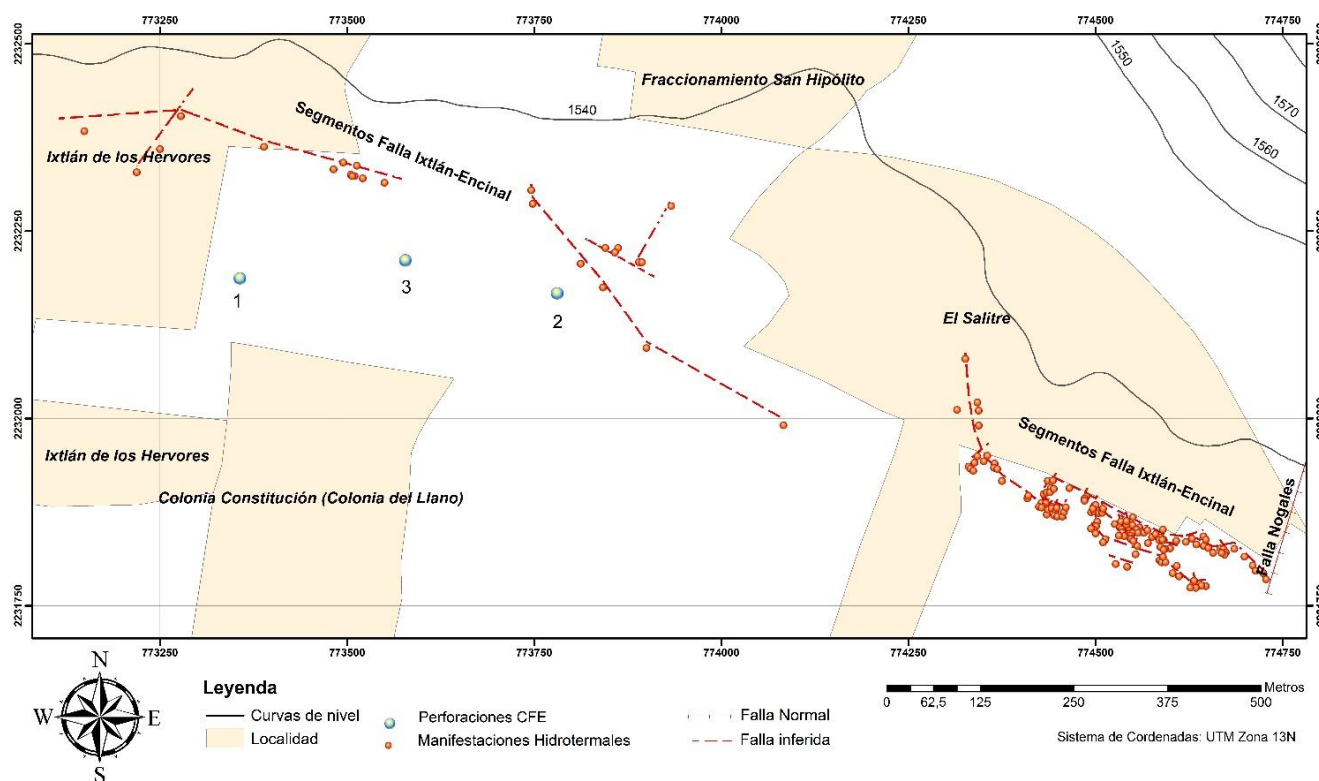 773250 773500 773750 774000 774250 774500 774750
2232500
2232250
2232000
2231750
Fraccionamiento San Hipólito
1550
1570
1560
1540
Segmentos Falla Ixtlán-Encinal
Ixtlán de los Hervores
1
3
2
El Salitre
Segmentos Falla Ixtlán-Encinal
Falla Nogales
Ixtlán de los Hervores
Colonia Constitución (Colonia del Llano)
773250 773500 773750 774000 774250 774500 774750
N
W E
S
Leyenda
Curvas de nivel
Localidad
Perforaciones CFE
Manifestaciones Hidrotermales
Falla Normal
Falla inferida
Metros
0 62,5 125 250 375 500
Sistema de Cordenadas: UTM Zona 13N